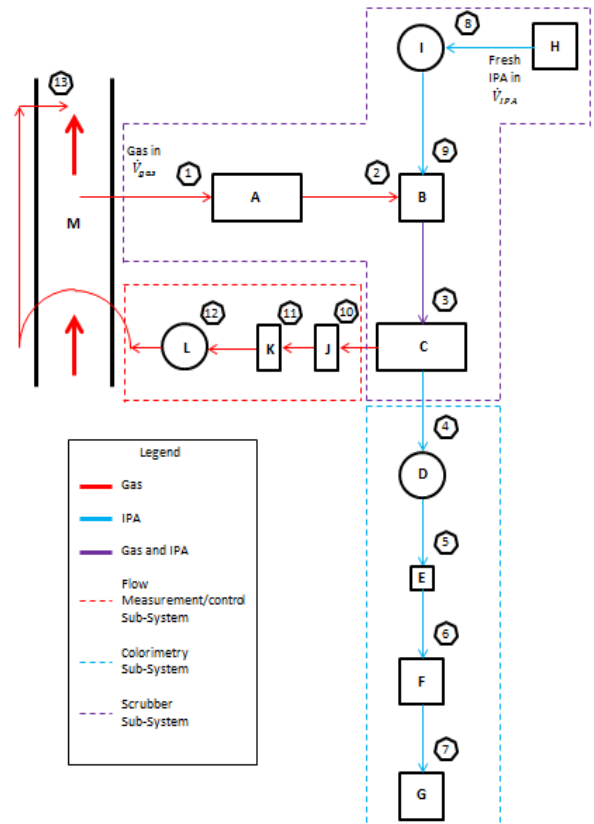 8
I
H
Fresh
IPA in
V̇IPA
13
Gas in
V̇gas
1
2
9
A
B
M
3
12
11
10
L
K
J
C
4
D
Legend
Gas
IPA
Gas and IPA
Flow
Measurement/control
Sub-System
Colorimetry
Sub-System
Scrubber
Sub-System
5
E
6
F
7
G